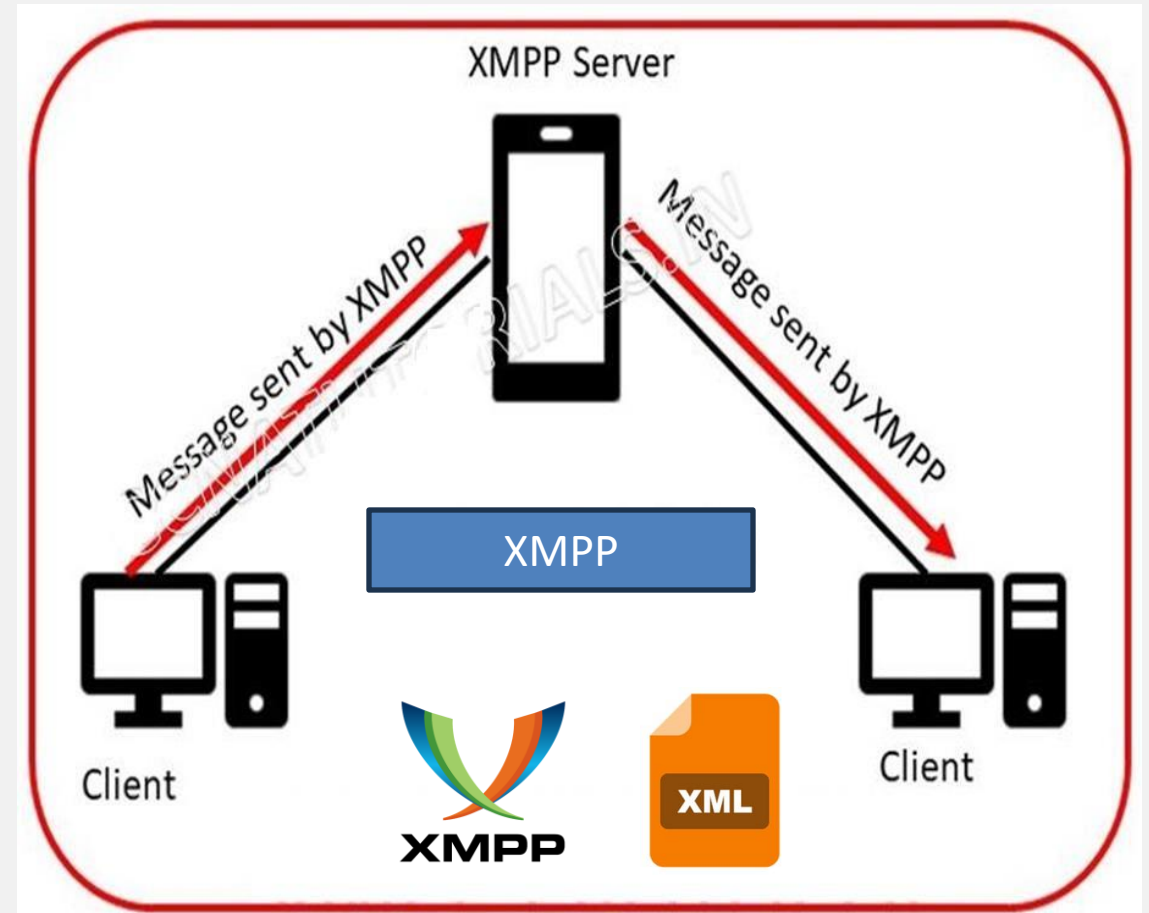 XMPP Server
Message sent by XMPP
Message sent by XMPP
XMPP
Client
Client
XMPP
XML